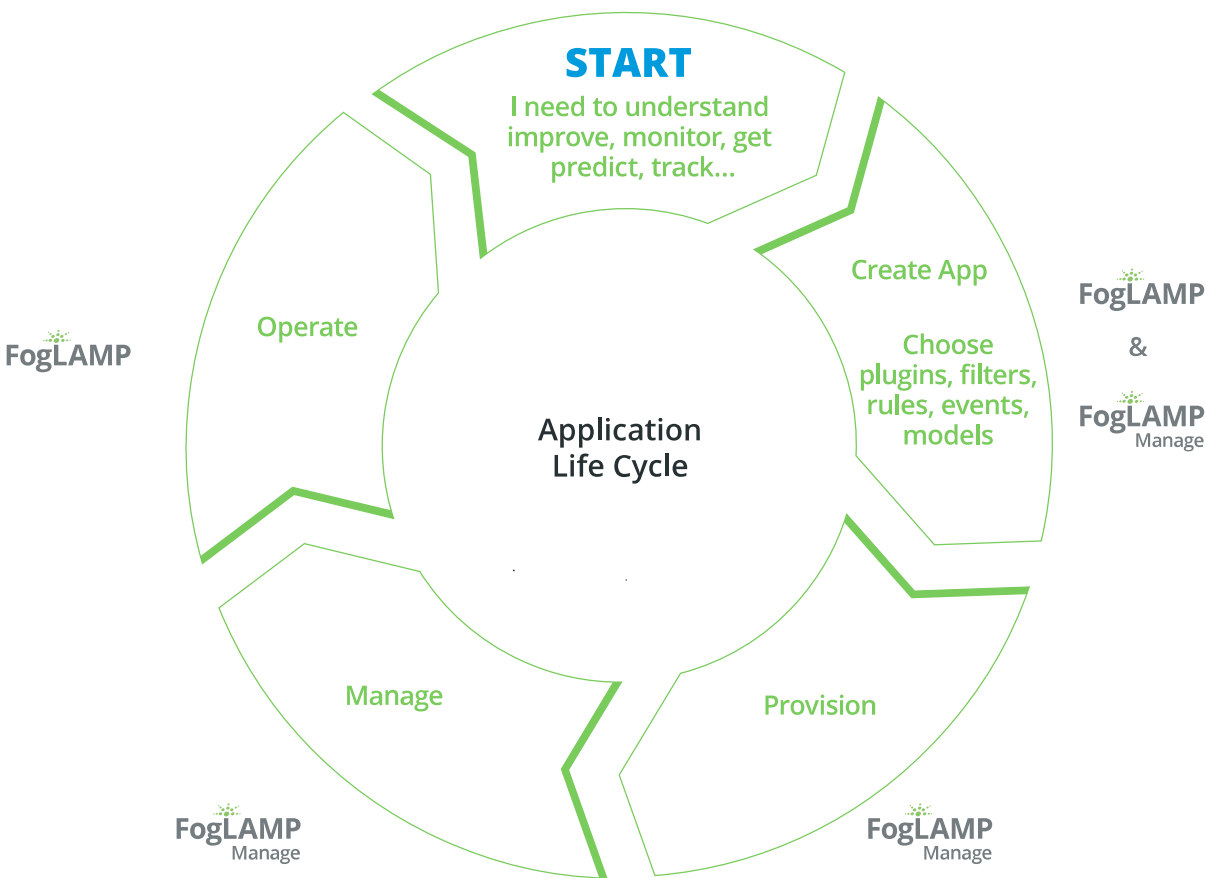 START
I need to understand
improve, monitor, get
predict, track...
Create App
Choose
plugins, filters,
rules, events,
models
FogLAMP
&
FogLAMP
Manage
Operate
FogLAMP
Application
Life Cycle
Manage
Provision
FogLAMP
Manage
FogLAMP
Manage